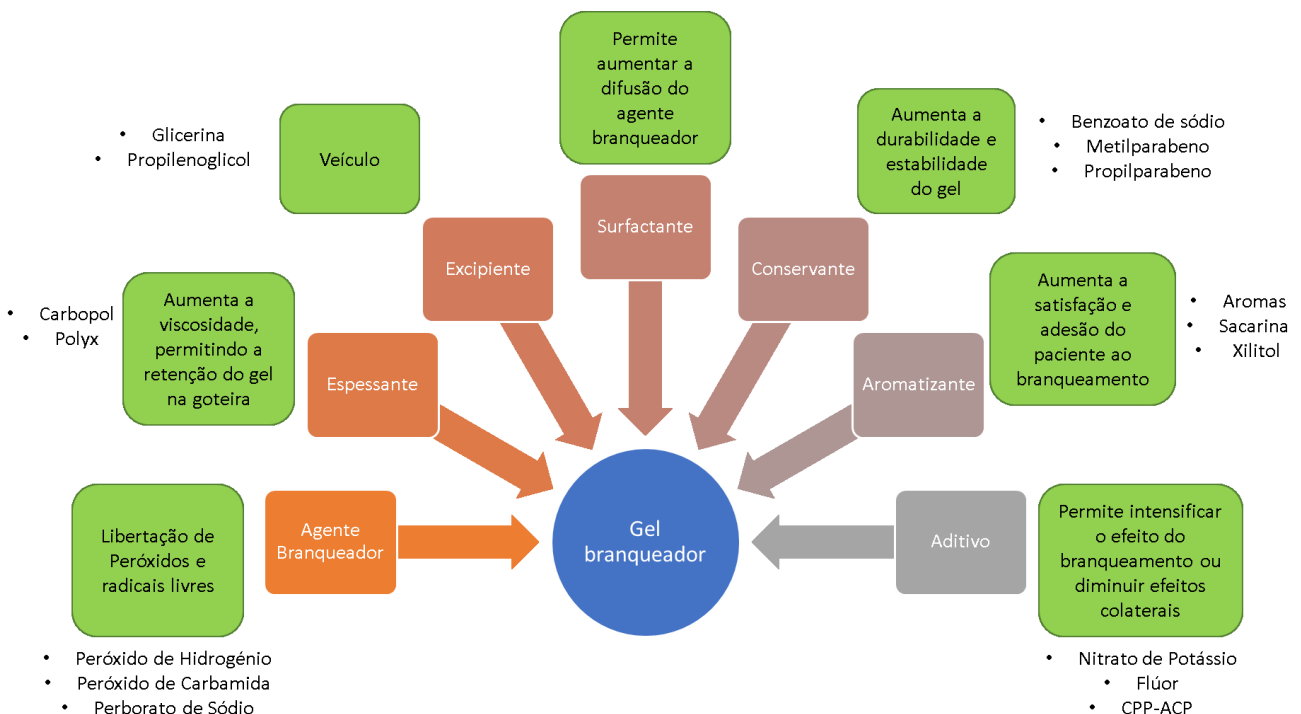 Permite
aumentar a
difusão do
agente
branqueador
• Glicerina
• Propilenoglicol
Veículo
Aumenta a
durabilidade e
estabilidade
do gel
• Benzoato de sódio
• Metilparabeno
• Propilparabeno
Surfactante
Excipiente
Conservante
• Carbopol
• Polyx
Aumenta a
viscosidade,
permitindo a
retenção do gel
na goteira
Espessante
Aromatizante
Aumenta a
satisfação e
adesão do
paciente ao
branqueamento
• Aromas
• Sacarina
• Xilitol
Libertação de
Peróxidos e
radicais livres
Agente
Branqueador
Gel
branqueador
Aditivo
Permite intensificar
o efeito do
branqueamento ou
diminuir efeitos
colaterais
• Peróxido de Hidrogénio
• Peróxido de Carbamida
• Perborato de Sódio
• Nitrato de Potássio
• Flúor
• CPP-ACP